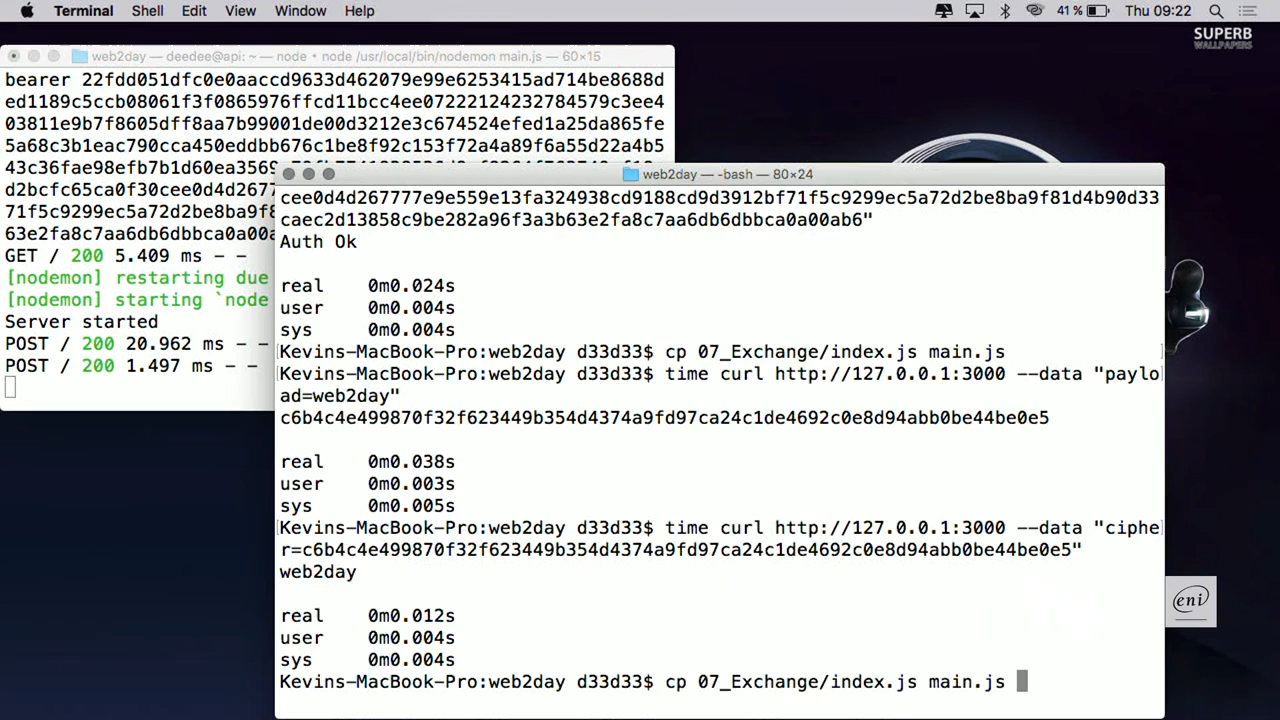 Terminal Shell Edit View Window Help 41% Thu 09:22
SUPERB
WALLPAPERS
web2day — deedee@api: ~ — node • node /usr/local/bin/nodemon main.js — 60×15
bearer 22fdd051dfc0e0aaccd9633d462079e99e6253415ad714be8688d
ed1189c5ccb08061f3f0865976ffcd11bcc4ee07222124232784579c3ee4
03811e9b7f8605dff8aa7b99001de00d3212e3c674524efed1a25da865fe
5a68c3b1eac790cca450eddbb676c1be8f92c153f72a4a89f6a55d22a4b5
43c36fae98efb7b1d60ea3569
d2bcfc65ca0f30cee0d4d2677
71f5c9299ec5a72d2be8ba9f8
63e2fa8c7aa6db6dbbca0a00a
GET / 200 5.409 ms - -
[nodemon] restarting due
[nodemon] starting `node
Server started
POST / 200 20.962 ms - -
POST / 200 1.497 ms - -
web2day — -bash — 80×24
cee0d4d267777e9e559e13fa324938cd9188cd9d3912bf71f5c9299ec5a72d2be8ba9f81d4b90d33
caec2d13858c9be282a96f3a3b63e2fa8c7aa6db6dbbca0a00ab6"
Auth Ok
real 0m0.024s
user 0m0.004s
sys 0m0.004s
Kevins-MacBook-Pro:web2day d33d33$ cp 07_Exchange/index.js main.js
Kevins-MacBook-Pro:web2day d33d33$ time curl http://127.0.0.1:3000 --data "paylo
ad=web2day"
c6b4c4e499870f32f623449b354d4374a9fd97ca24c1de4692c0e8d94abb0be44be0e5
real 0m0.038s
user 0m0.003s
sys 0m0.005s
Kevins-MacBook-Pro:web2day d33d33$ time curl http://127.0.0.1:3000 --data "ciphe
r=c6b4c4e499870f32f623449b354d4374a9fd97ca24c1de4692c0e8d94abb0be44be0e5"
web2day
real 0m0.012s
user 0m0.004s
sys 0m0.004s
Kevins-MacBook-Pro:web2day d33d33$ cp 07_Exchange/index.js main.js
eni